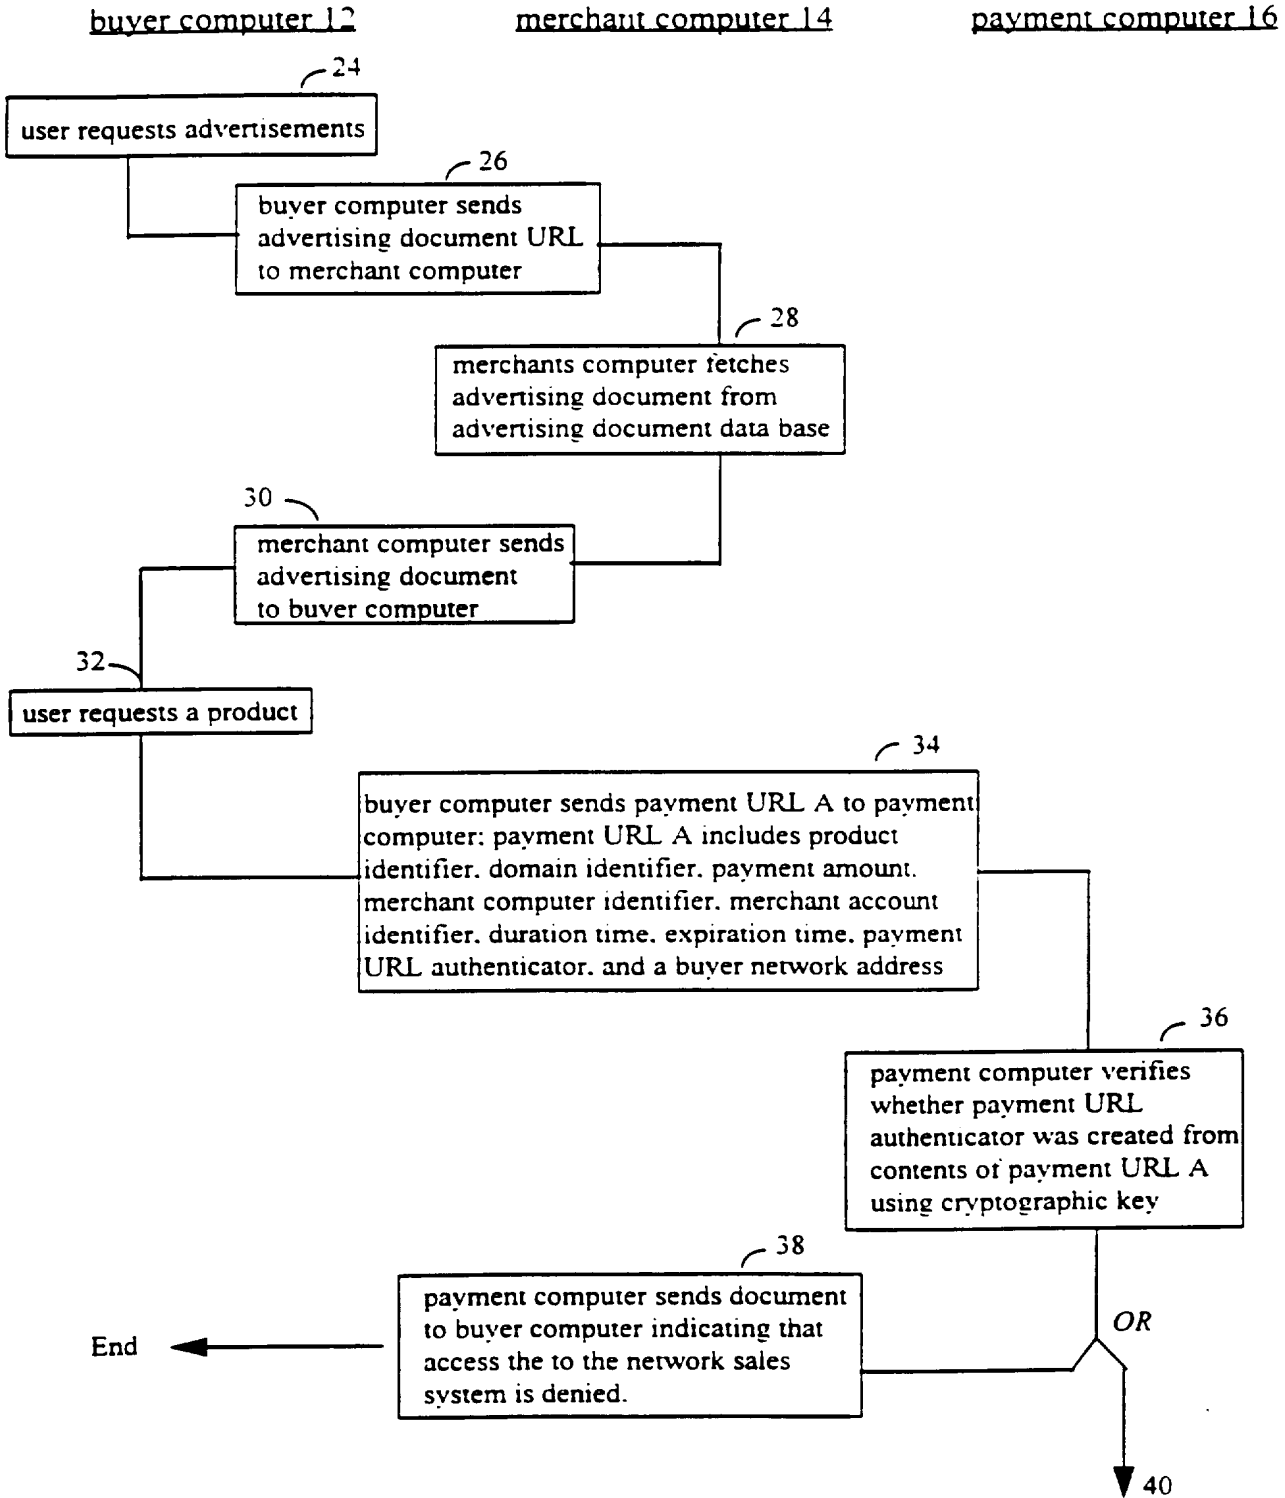 buyer computer 12
merchant computer 14
payment computer 16
24
user requests advertisements
26
buyer computer sends
advertising document URL
to merchant computer
28
merchants computer fetches
advertising document from
advertising document data base
30
merchant computer sends
advertising document
to buyer computer
32
user requests a product
34
buyer computer sends payment URL A to payment
computer: payment URL A includes product
identifier, domain identifier, payment amount,
merchant computer identifier, merchant account
identifier, duration time, expiration time, payment
URL authenticator, and a buyer network address
36
payment computer verifies
whether payment URL
authenticator was created from
contents of payment URL A
using cryptographic key
38
payment computer sends document
to buyer computer indicating that
access the to the network sales
system is denied.
End
OR
40